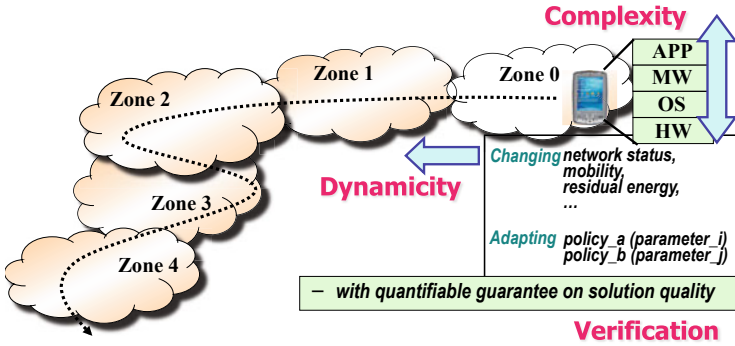 Complexity
Zone 2
Zone 1
Zone 0
APP
MW
OS
HW
Dynamicity
Changing network status,
mobility,
residual energy,
...
Zone 3
Adapting policy_a (parameter_i)
policy_b (parameter_j)
Zone 4
– with quantifiable guarantee on solution quality
Verification